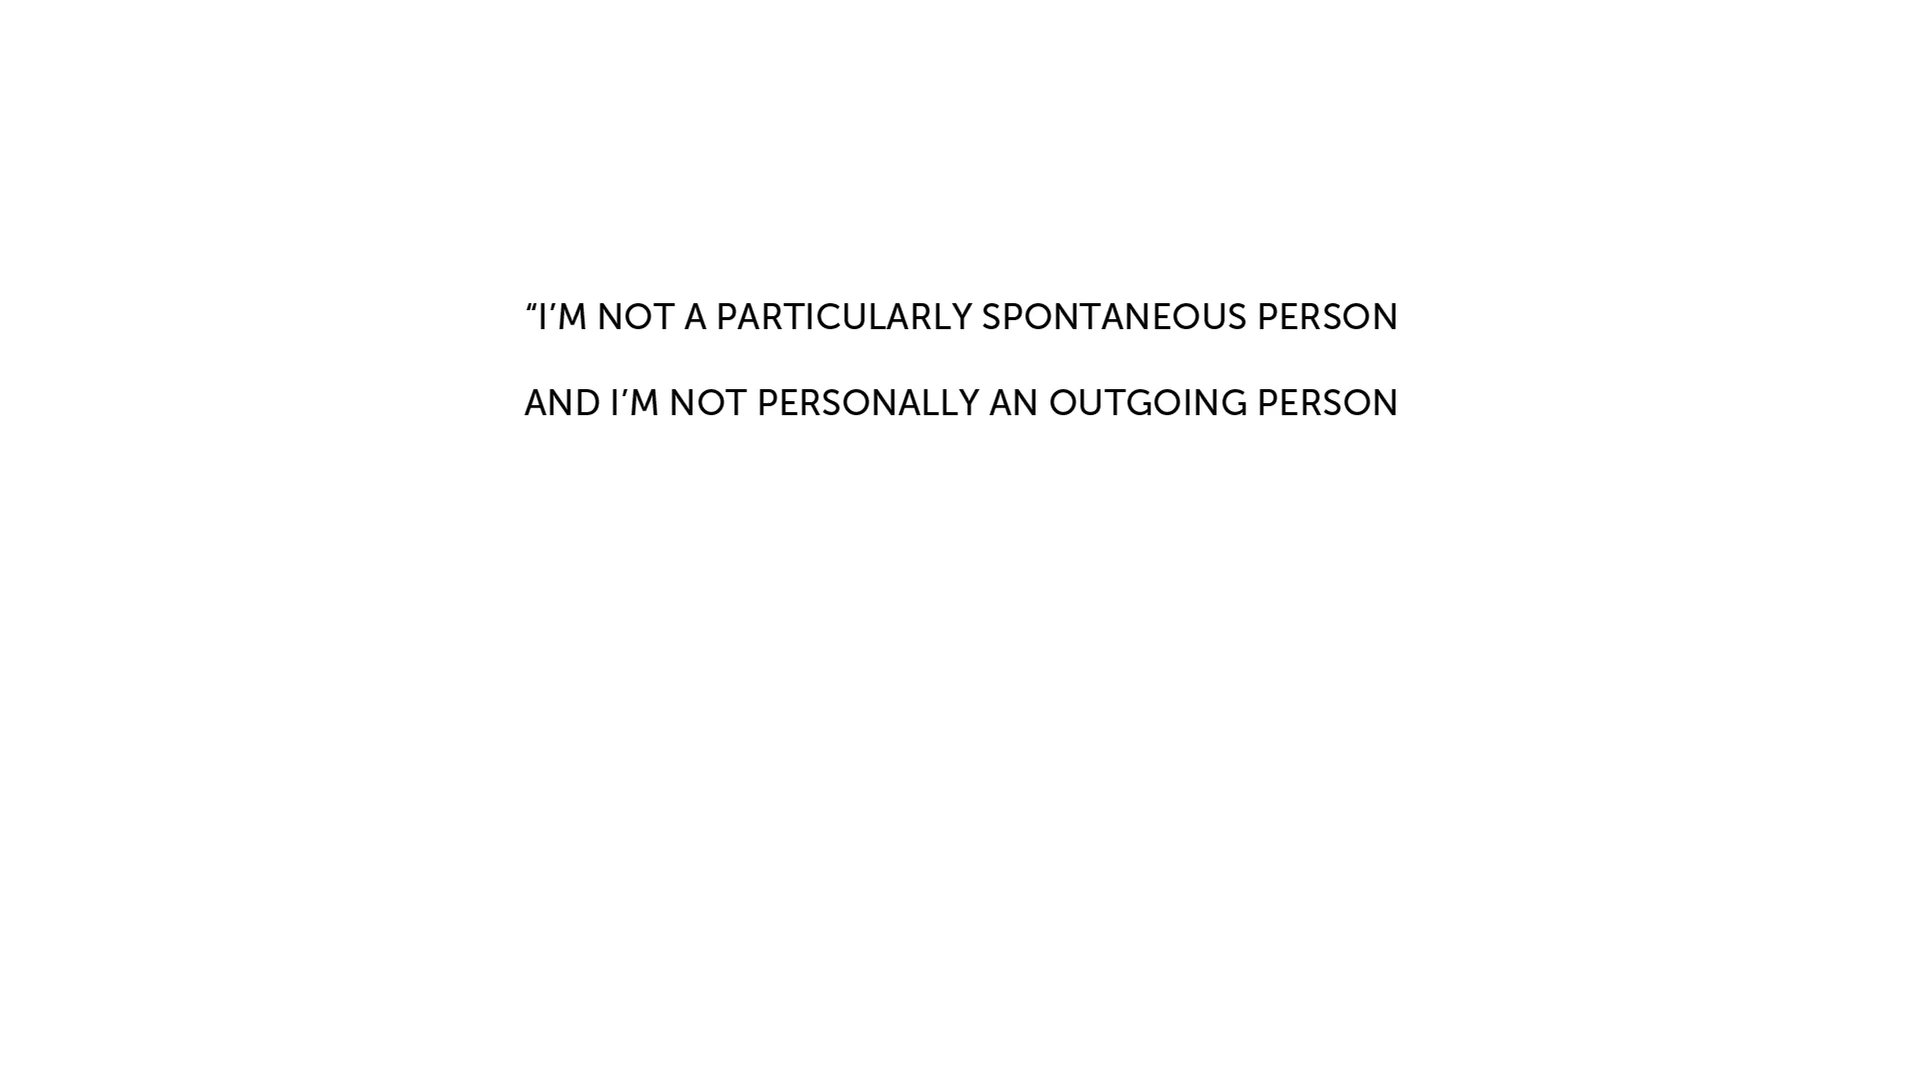 “I’M NOT A PARTICULARLY SPONTANEOUS PERSON
AND I’M NOT PERSONALLY AN OUTGOING PERSON